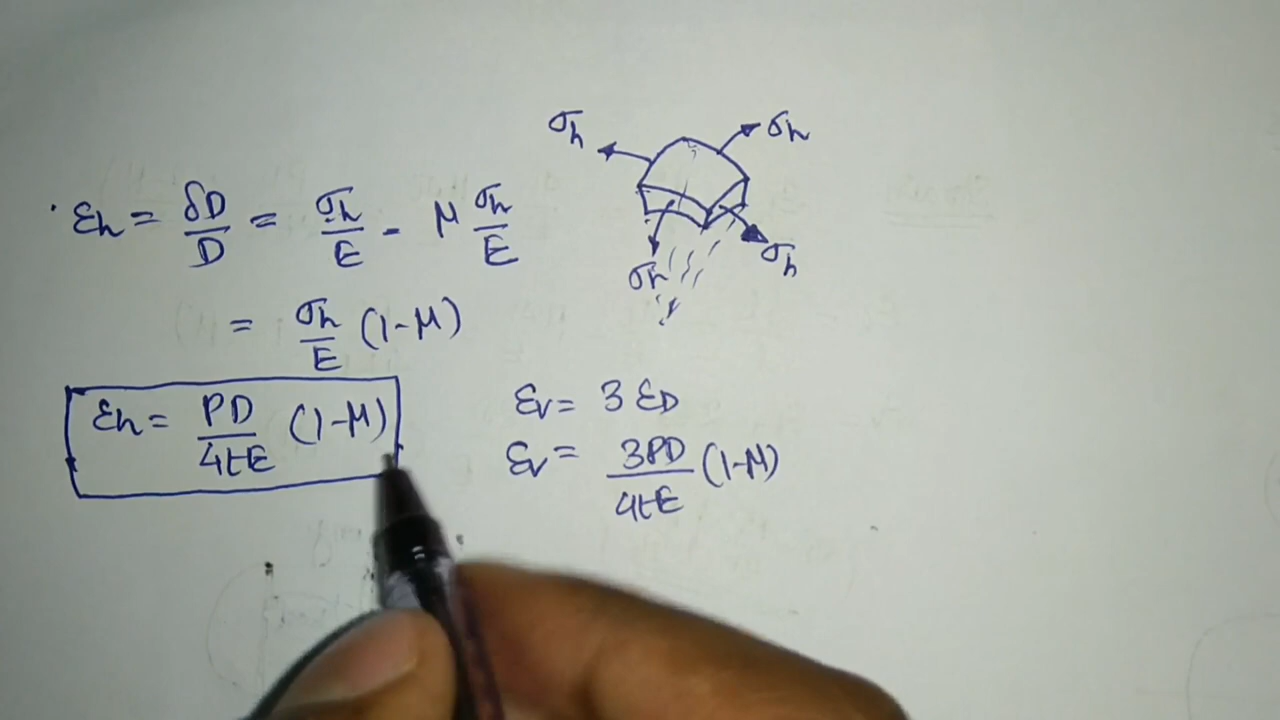 σh
σh
εh = δD/D = σh/E - μ σh/E
σh
σr
= σh/E (1-μ)
εh = PD/4tE (1-μ)
εv = 3 εD
εv = 3PD/4tE (1-μ)